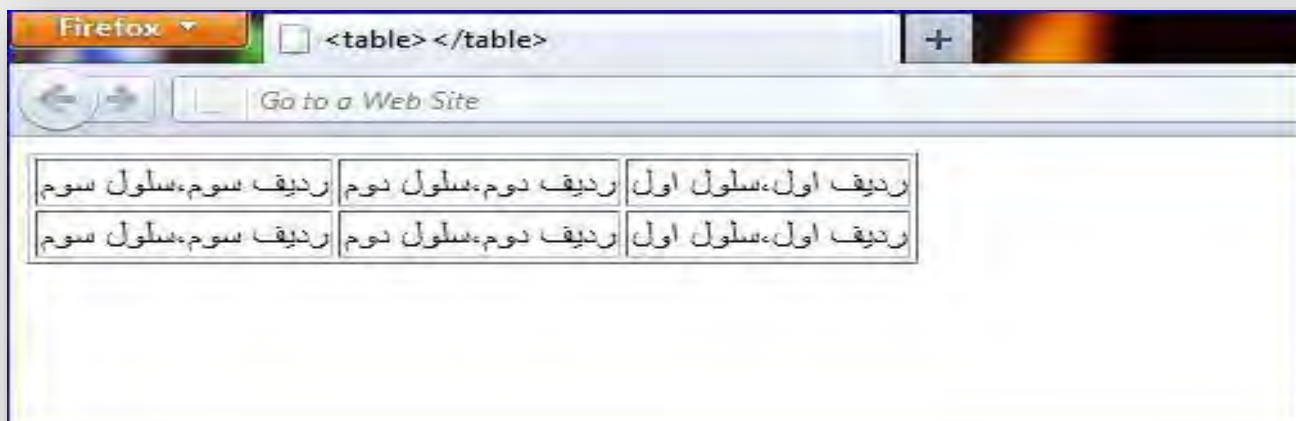 Firefox
<table></table>
+
Go to a Web Site
ردیف اول،سلول اول ردیف دوم،سلول دوم ردیف سوم،سلول سوم
ردیف اول،سلول اول ردیف دوم،سلول دوم ردیف سوم،سلول سوم